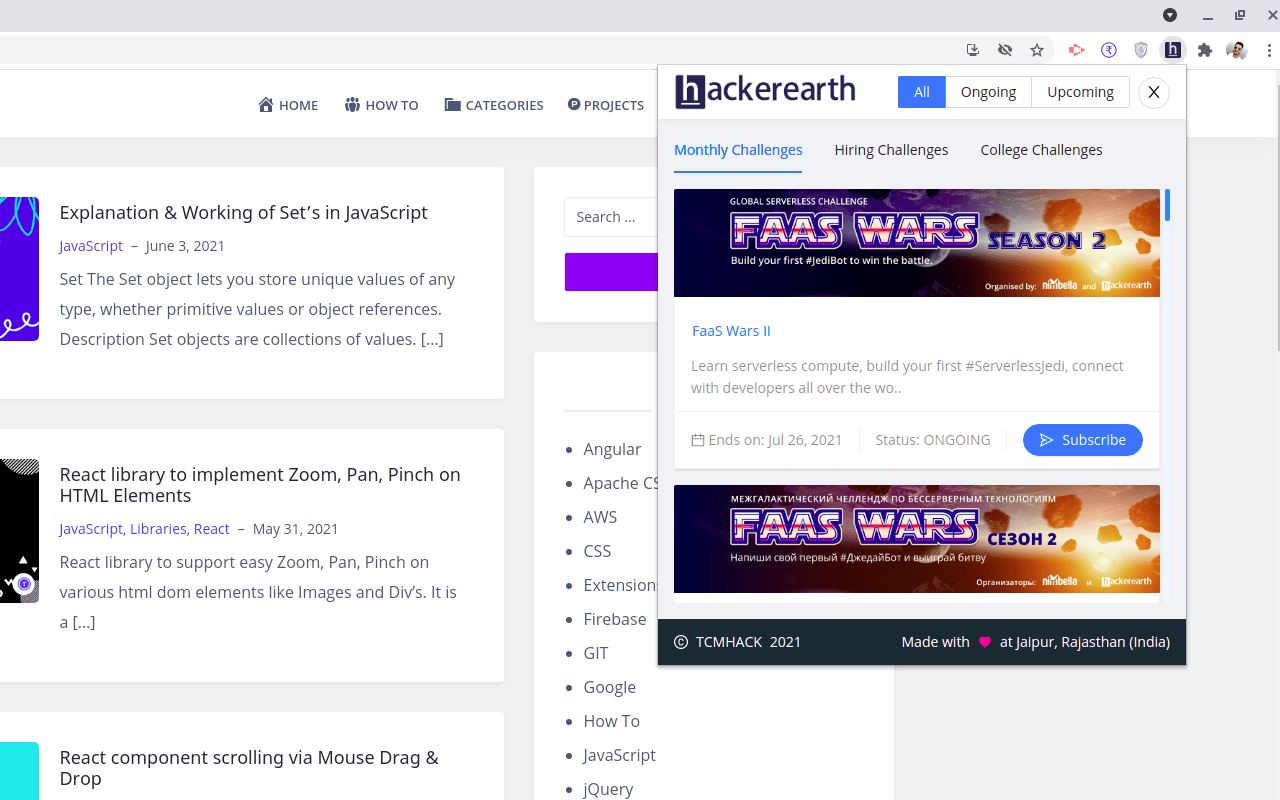 HOME
HOW TO
CATEGORIES
PROJECTS
Explanation & Working of Set’s in JavaScript
JavaScript – June 3, 2021
Set The Set object lets you store unique values of any
type, whether primitive values or object references.
Description Set objects are collections of values. […]
React library to implement Zoom, Pan, Pinch on
HTML Elements
JavaScript, Libraries, React – May 31, 2021
React library to support easy Zoom, Pan, Pinch on
various html dom elements like Images and Div’s. It is
a […]
React component scrolling via Mouse Drag &
Drop
Search …
Angular
Apache CS
AWS
CSS
Extensions
Firebase
GIT
Google
How To
JavaScript
jQuery
hackerearth
All
Ongoing
Upcoming
X
Monthly Challenges
Hiring Challenges
College Challenges
GLOBAL SERVERLESS CHALLENGE
FAAS WARS SEASON 2
Build your first #JediBot to win the battle.
Organised by: nimbella and hackerearth
FaaS Wars II
Learn serverless compute, build your first #ServerlessJedi, connect
with developers all over the wo..
Ends on: Jul 26, 2021
Status: ONGOING
Subscribe
МЕЖГАЛАКТИЧЕСКИЙ ЧЕЛЛЕНДЖ ПО БЕССЕРВЕРНЫМ ТЕХНОЛОГИЯМ
FAAS WARS СЕЗОН 2
Напиши свой первый #ДжедайБот и выиграй битву
Организаторы: nimbella и hackerearth
© TCMHACK 2021
Made with at Jaipur, Rajasthan (India)